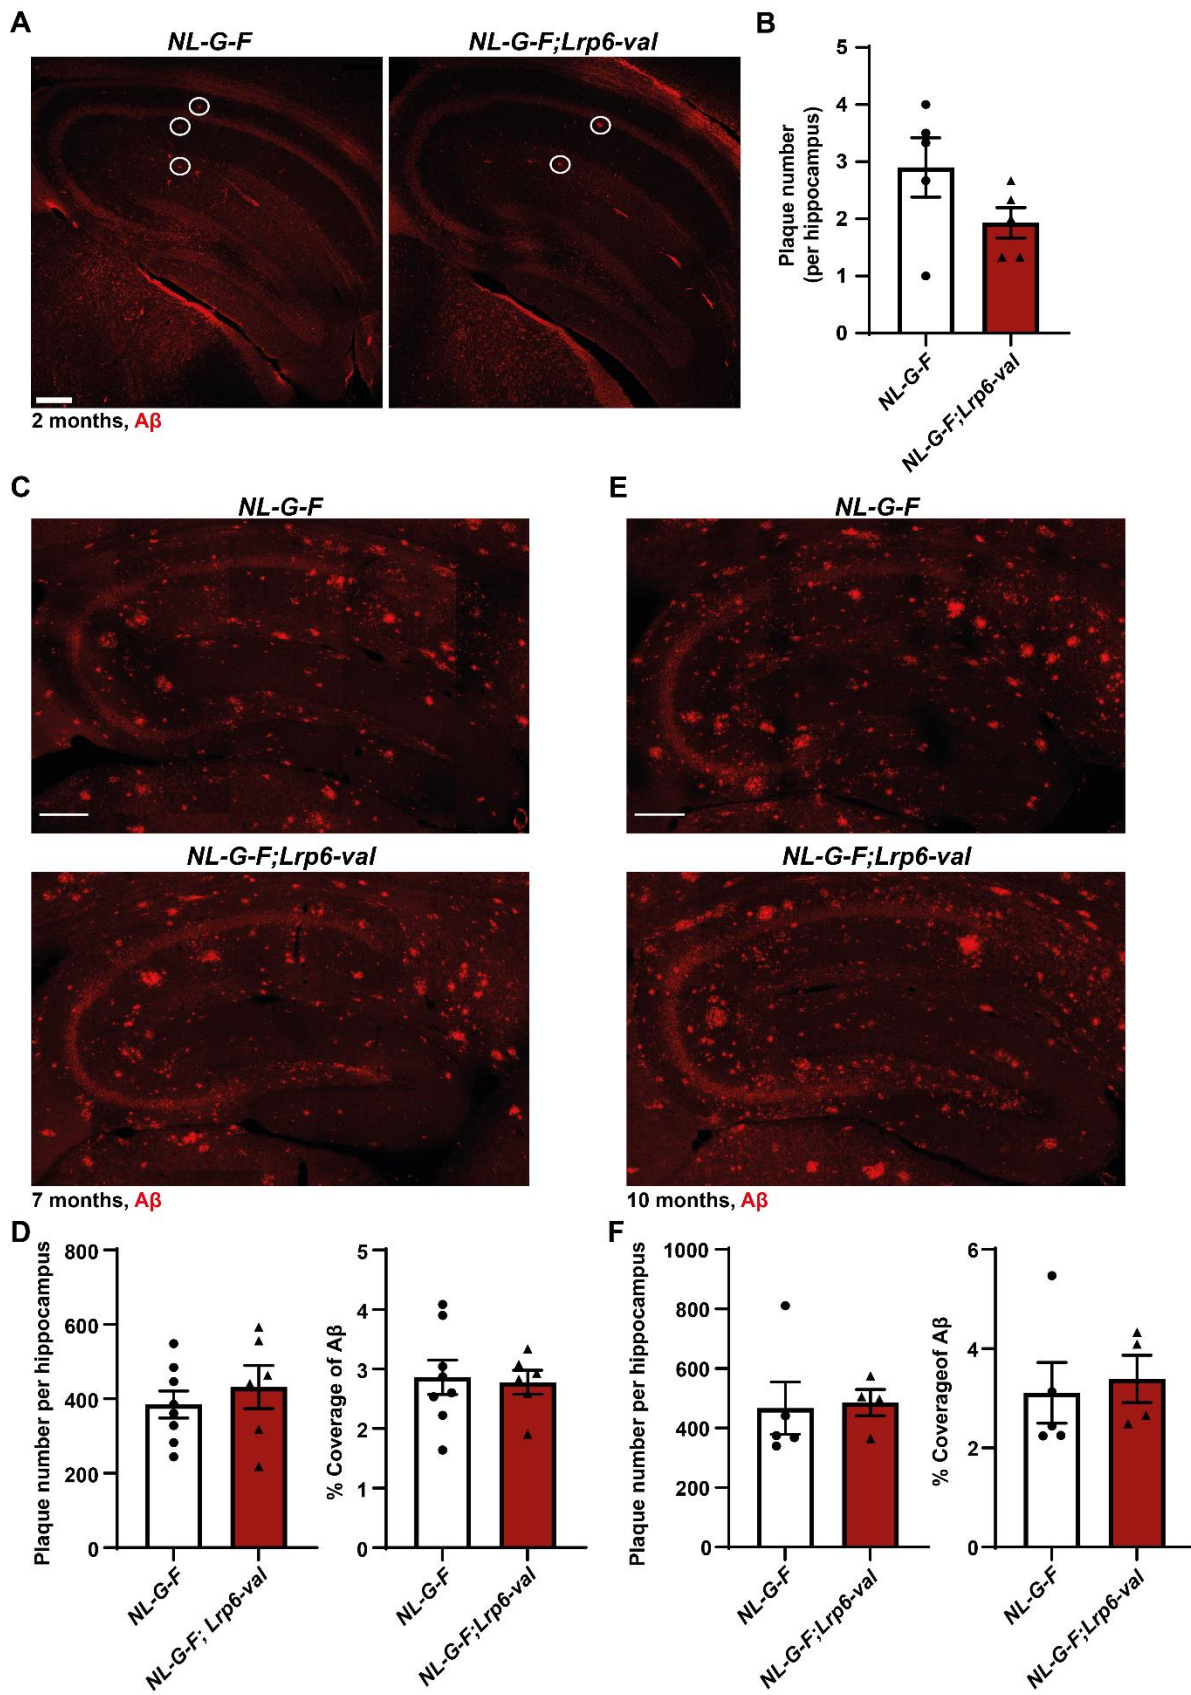 A
NL-G-F
NL-G-F;Lrp6-val
2 months, Aβ
B
Plaque number
(per hippocampus)
5
4
3
2
1
0
NL-G-F
NL-G-F;Lrp6-val
C
NL-G-F
NL-G-F;Lrp6-val
7 months, Aβ
E
NL-G-F
NL-G-F;Lrp6-val
10 months, Aβ
D
Plaque number per hippocampus
800
600
400
200
0
NL-G-F
NL-G-F; Lrp6-val
% Coverage of Aβ
5
4
3
2
1
0
NL-G-F
NL-G-F;Lrp6-val
F
Plaque number per hippocampus
1000
800
600
400
200
0
NL-G-F
NL-G-F;Lrp6-val
% Coverageof Aβ
6
4
2
0
NL-G-F
NL-G-F;Lrp6-val